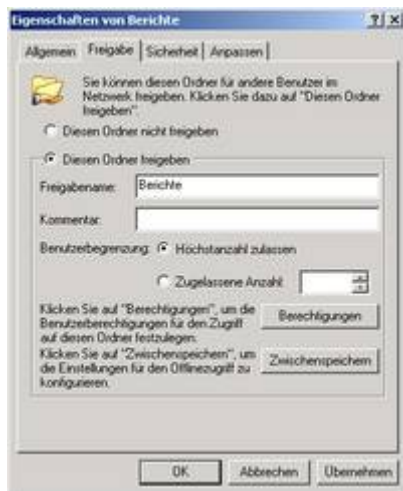 Eigenschaften von Berichte
Allgemein Freigabe Sicherheit Anpassen
Sie können diesen Ordner für andere Benutzer im
Netzwerk freigeben. Klicken Sie dazu auf "Diesen Ordner
freigeben".
Diesen Ordner nicht freigeben
Diesen Ordner freigeben
Freigabename: Berichte
Kommentar:
Benutzerbegrenzung: Höchstanzahl zulassen
Zugelassene Anzahl:
Klicken Sie auf "Berechtigungen", um die
Benutzerberechtigungen für den Zugriff
auf diesen Ordner festzulegen.
Berechtigungen
Klicken Sie auf "Zwischenspeichern", um
die Einstellungen für den Offlinezugriff zu
konfigurieren.
Zwischenspeichern
OK Abbrechen Übernehmen